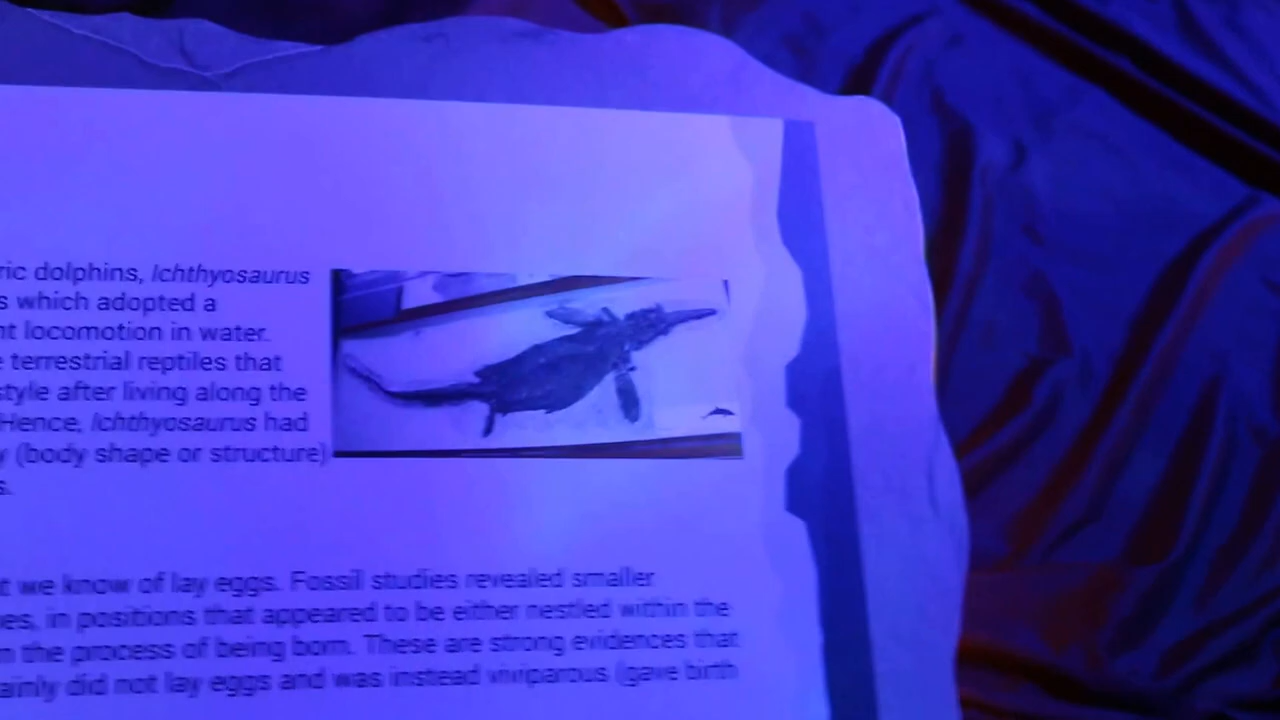 ric dolphins, Ichthyosaurus
s which adopted a
nt locomotion in water.
e terrestrial reptiles that
style after living along the
Hence, Ichthyosaurus had
y (body shape or structure)
s.
t we know of lay eggs. Fossil studies revealed smaller
es, in positions that appeared to be either nestled within the
n the process of being born. These are strong evidences that
ainly did not lay eggs and was instead viviparous (gave birth